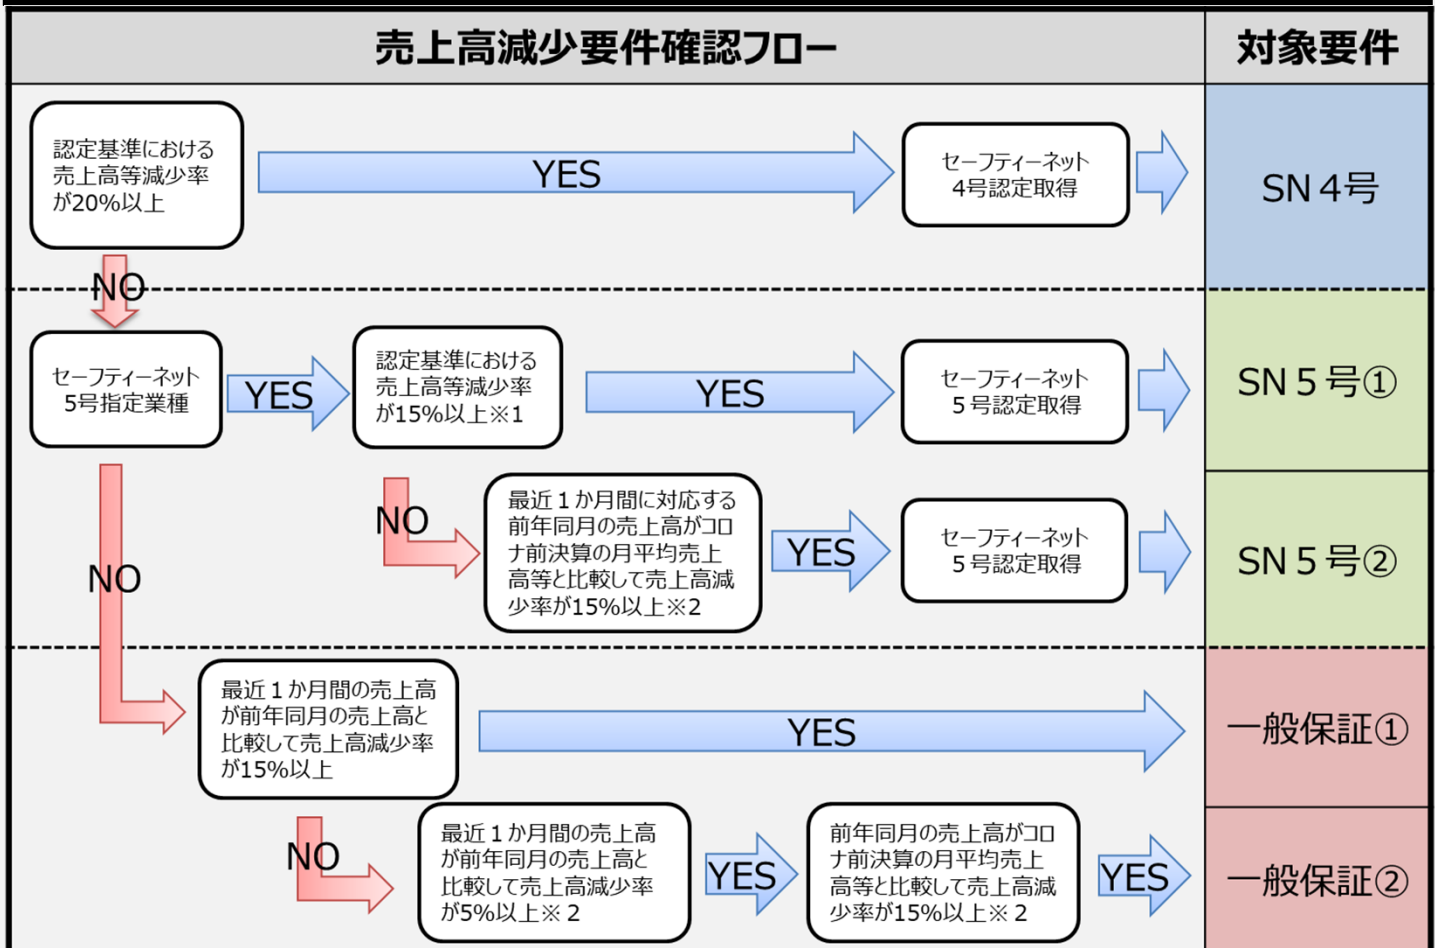 売上高減少要件確認フロー
対象要件
認定基準における
売上高等減少率
が20%以上
YES
セーフティーネット
4号認定取得
SN４号
NO
セーフティーネット
5号指定業種
YES
認定基準における
売上高等減少率
が15%以上※1
YES
セーフティーネット
５号認定取得
SN５号①
NO
最近１か月間に対応する
前年同月の売上高がコロ
ナ前決算の月平均売上
高等と比較して売上高減
少率が15%以上※2
YES
セーフティーネット
５号認定取得
SN５号②
NO
最近１か月間の売上高
が前年同月の売上高と
比較して売上高減少率
が15%以上
YES
一般保証①
NO
最近１か月間の売上高
が前年同月の売上高と
比較して売上高減少率
が5%以上※２
YES
前年同月の売上高がコロ
ナ前決算の月平均売上
高等と比較して売上高減
少率が15%以上※２
YES
一般保証②